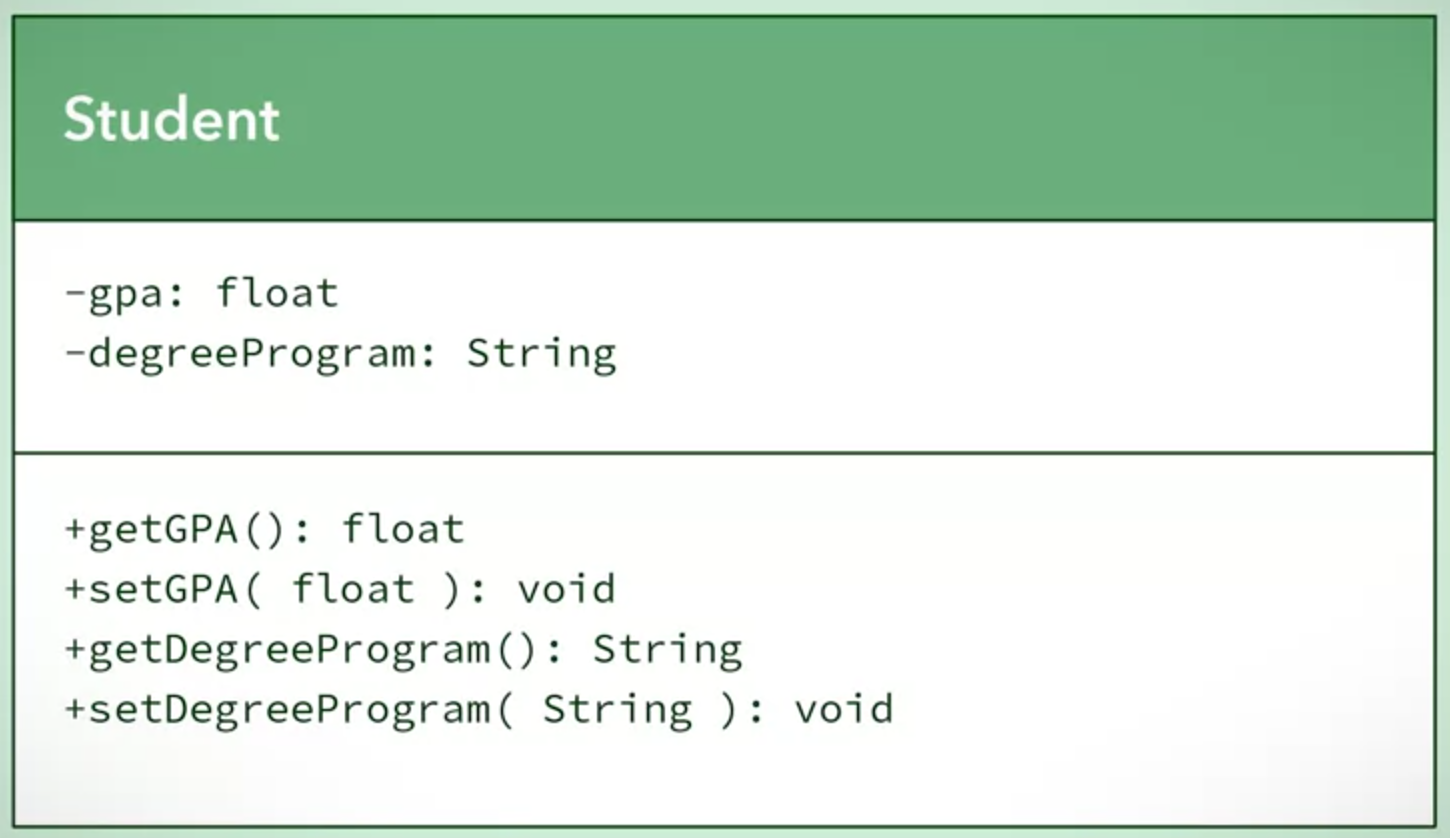 Student
-gpa: float
-degreeProgram: String
+getGPA(): float
+setGPA( float ): void
+getDegreeProgram(): String
+setDegreeProgram( String ): void